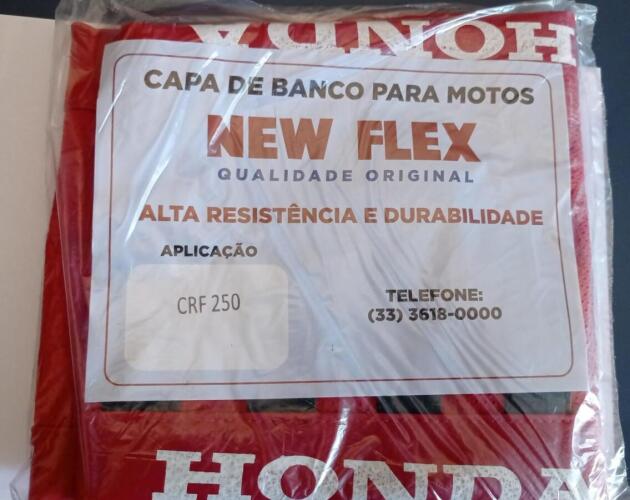 HONDA
CAPA DE BANCO PARA MOTOS
NEW FLEX
QUALIDADE ORIGINAL
ALTA RESISTÊNCIA E DURABILIDADE
APLICAÇÃO
CRF 250
TELEFONE:
(33) 3618-0000
HONDA